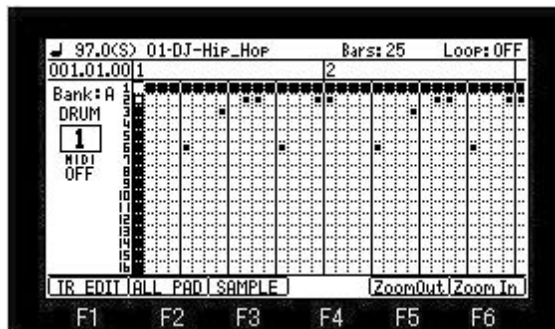 97.0(S) 01-DJ-Hip_Hop Bars:25 Loop:OFF
001.01.00 1 2
Bank:A
DRUM
1
MIDI
OFF
1
2
3
4
5
6
7
8
9
10
11
12
13
14
15
16
TR EDIT ALL PAD SAMPLE ZoomOut Zoom In
F1 F2 F3 F4 F5 F6